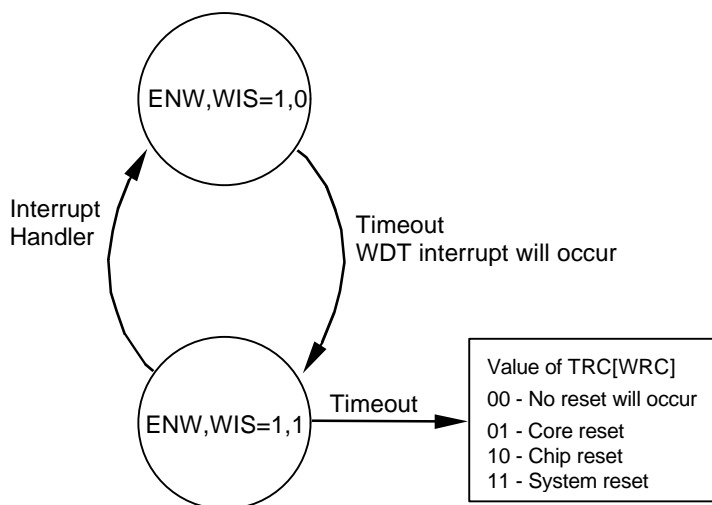 ENW,WIS=1,0
Interrupt
Handler
Timeout
WDT interrupt will occur
ENW,WIS=1,1
Timeout
Value of TRC[WRC]
00 - No reset will occur
01 - Core reset
10 - Chip reset
11 - System reset